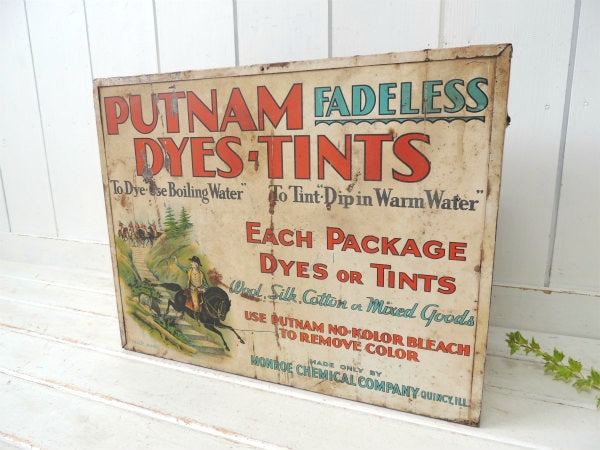 PUTNAM FADELESS
DYES-TINTS
"To Dye-Use Boiling Water" To Tint "Dip in Warm Water"
EACH PACKAGE
DYES OR TINTS
Wool, Silk, Cotton or Mixed Goods
USE PUTNAM NO-KOLOR BLEACH
TO REMOVE COLOR
MADE ONLY BY
MONROE CHEMICAL COMPANY QUINCY, ILL.